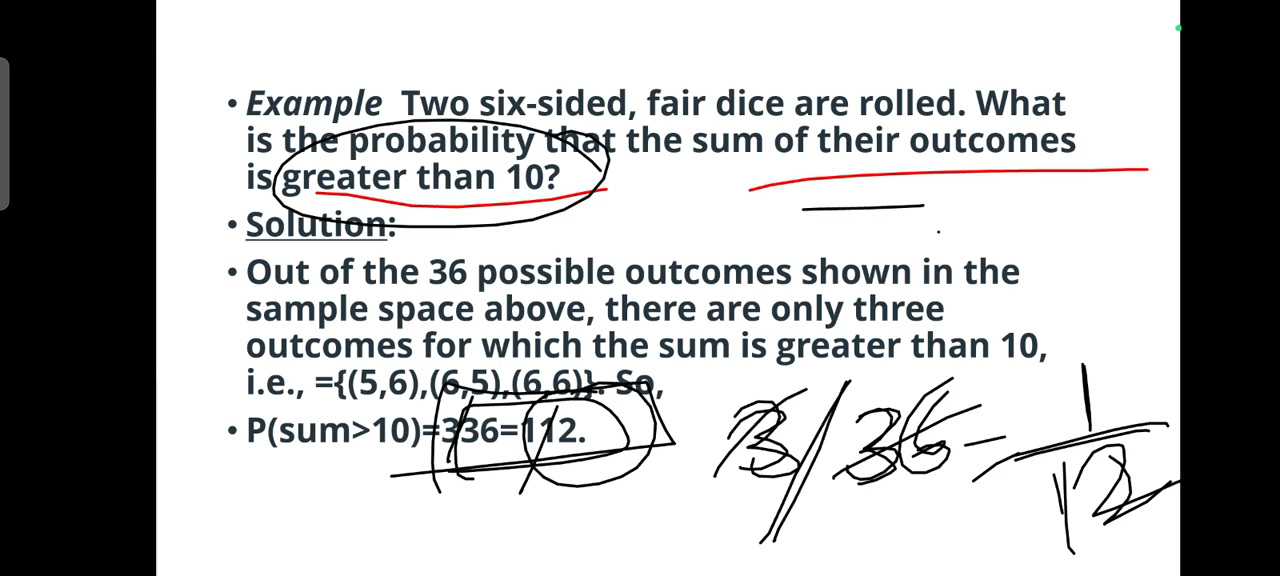 • Example Two six-sided, fair dice are rolled. What
is the probability that the sum of their outcomes
is greater than 10?
• Solution:
• Out of the 36 possible outcomes shown in the
sample space above, there are only three
outcomes for which the sum is greater than 10,
i.e., ={(5,6),(6,5),(6,6)}. So,
• P(sum>10)=336=112.
3/36=1/12